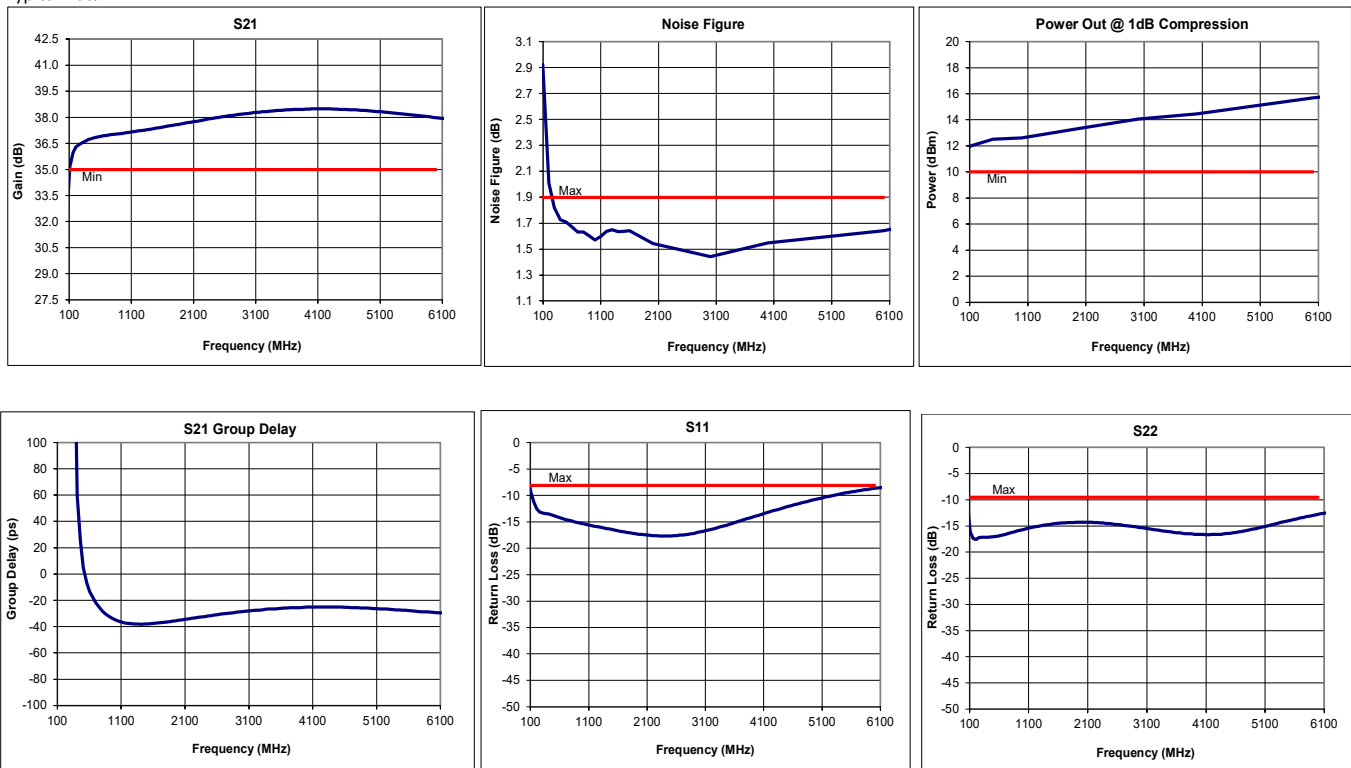 S21
Gain (dB)
42.5
41.0
39.5
38.0
36.5
35.0
33.5
32.0
30.5
29.0
27.5
Min
100 1100 2100 3100 4100 5100 6100
Frequency (MHz)
Noise Figure
Noise Figure (dB)
3.1
2.9
2.7
2.5
2.3
2.1
1.9
1.7
1.5
1.3
1.1
Max
100 1100 2100 3100 4100 5100 6100
Frequency (MHz)
Power Out @ 1dB Compression
Power (dBm)
20
18
16
14
12
10
8
6
4
2
0
Min
100 1100 2100 3100 4100 5100 6100
Frequency (MHz)
S21 Group Delay
Group Delay (ps)
100
80
60
40
20
0
-20
-40
-60
-80
-100
100 1100 2100 3100 4100 5100 6100
Frequency (MHz)
S11
Return Loss (dB)
0
-5
-10
-15
-20
-25
-30
-35
-40
-45
-50
Max
100 1100 2100 3100 4100 5100 6100
Frequency (MHz)
S22
Return Loss (dB)
0
-5
-10
-15
-20
-25
-30
-35
-40
-45
-50
Max
100 1100 2100 3100 4100 5100 6100
Frequency (MHz)